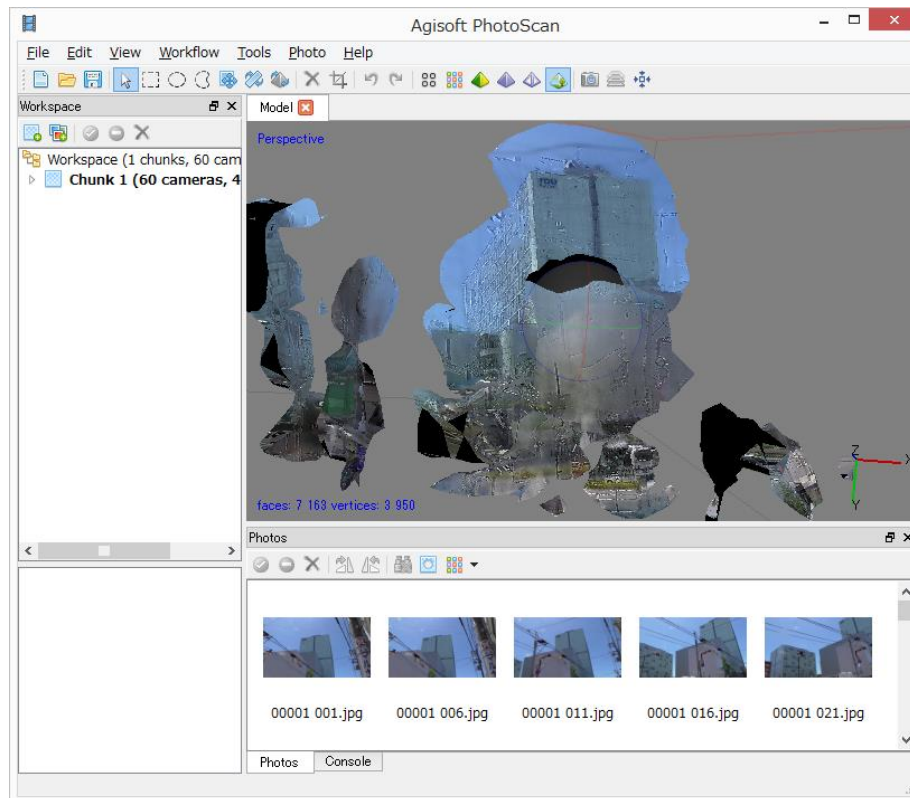 Agisoft PhotoScan
File Edit View Workflow Tools Photo Help
Workspace
Model
Perspective
Workspace (1 chunks, 60 cam
Chunk 1 (60 cameras, 4
Z
X
Y
faces: 7 163 vertices: 3 950
Photos
00001 001.jpg 00001 006.jpg 00001 011.jpg 00001 016.jpg 00001 021.jpg
Photos Console